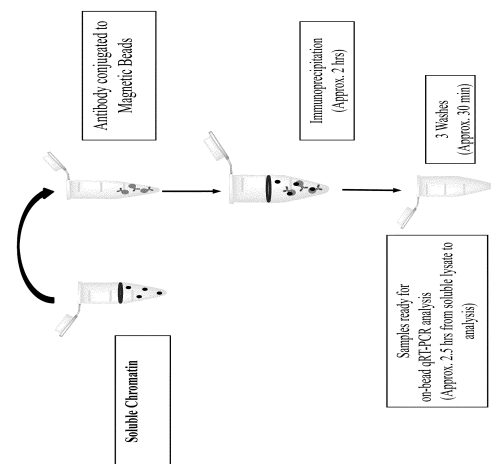 Soluble Chromatin
Antibody conjugated to
Magnetic Beads
Immunoprecipitation
(Approx. 2 hrs)
3 Washes
(Approx. 30 min)
Samples ready for
on-bead qRT-PCR analysis
(Approx. 2.5 hrs from soluble lysate to
analysis)